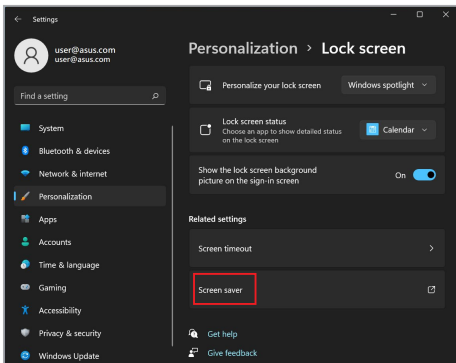 Settings
user@asus.com
user@asus.com
Find a setting
System
Bluetooth & devices
Network & internet
Personalization
Apps
Accounts
Time & language
Gaming
Accessibility
Privacy & security
Windows Update
Personalization > Lock screen
Personalize your lock screen
Windows spotlight
Lock screen status
Choose an app to show detailed status
on the lock screen
Calendar
Show the lock screen background
picture on the sign-in screen
On
Related settings
Screen timeout
Screen saver
Get help
Give feedback